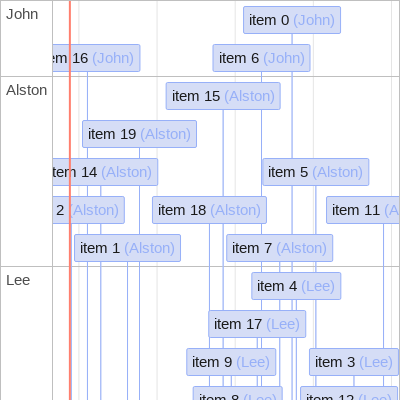 John
item 0 (John)
em 16 (John)
item 6 (John)
Alston
item 15 (Alston)
item 19 (Alston)
tem 14 (Alston)
item 5 (Alston)
2 (Alston)
item 18 (Alston)
item 11 (A
item 1 (Alston)
item 7 (Alston)
Lee
item 4 (Lee)
item 17 (Lee)
item 9 (Lee)
item 3 (Lee)
item 8 (Lee)
item 12 (Lee)